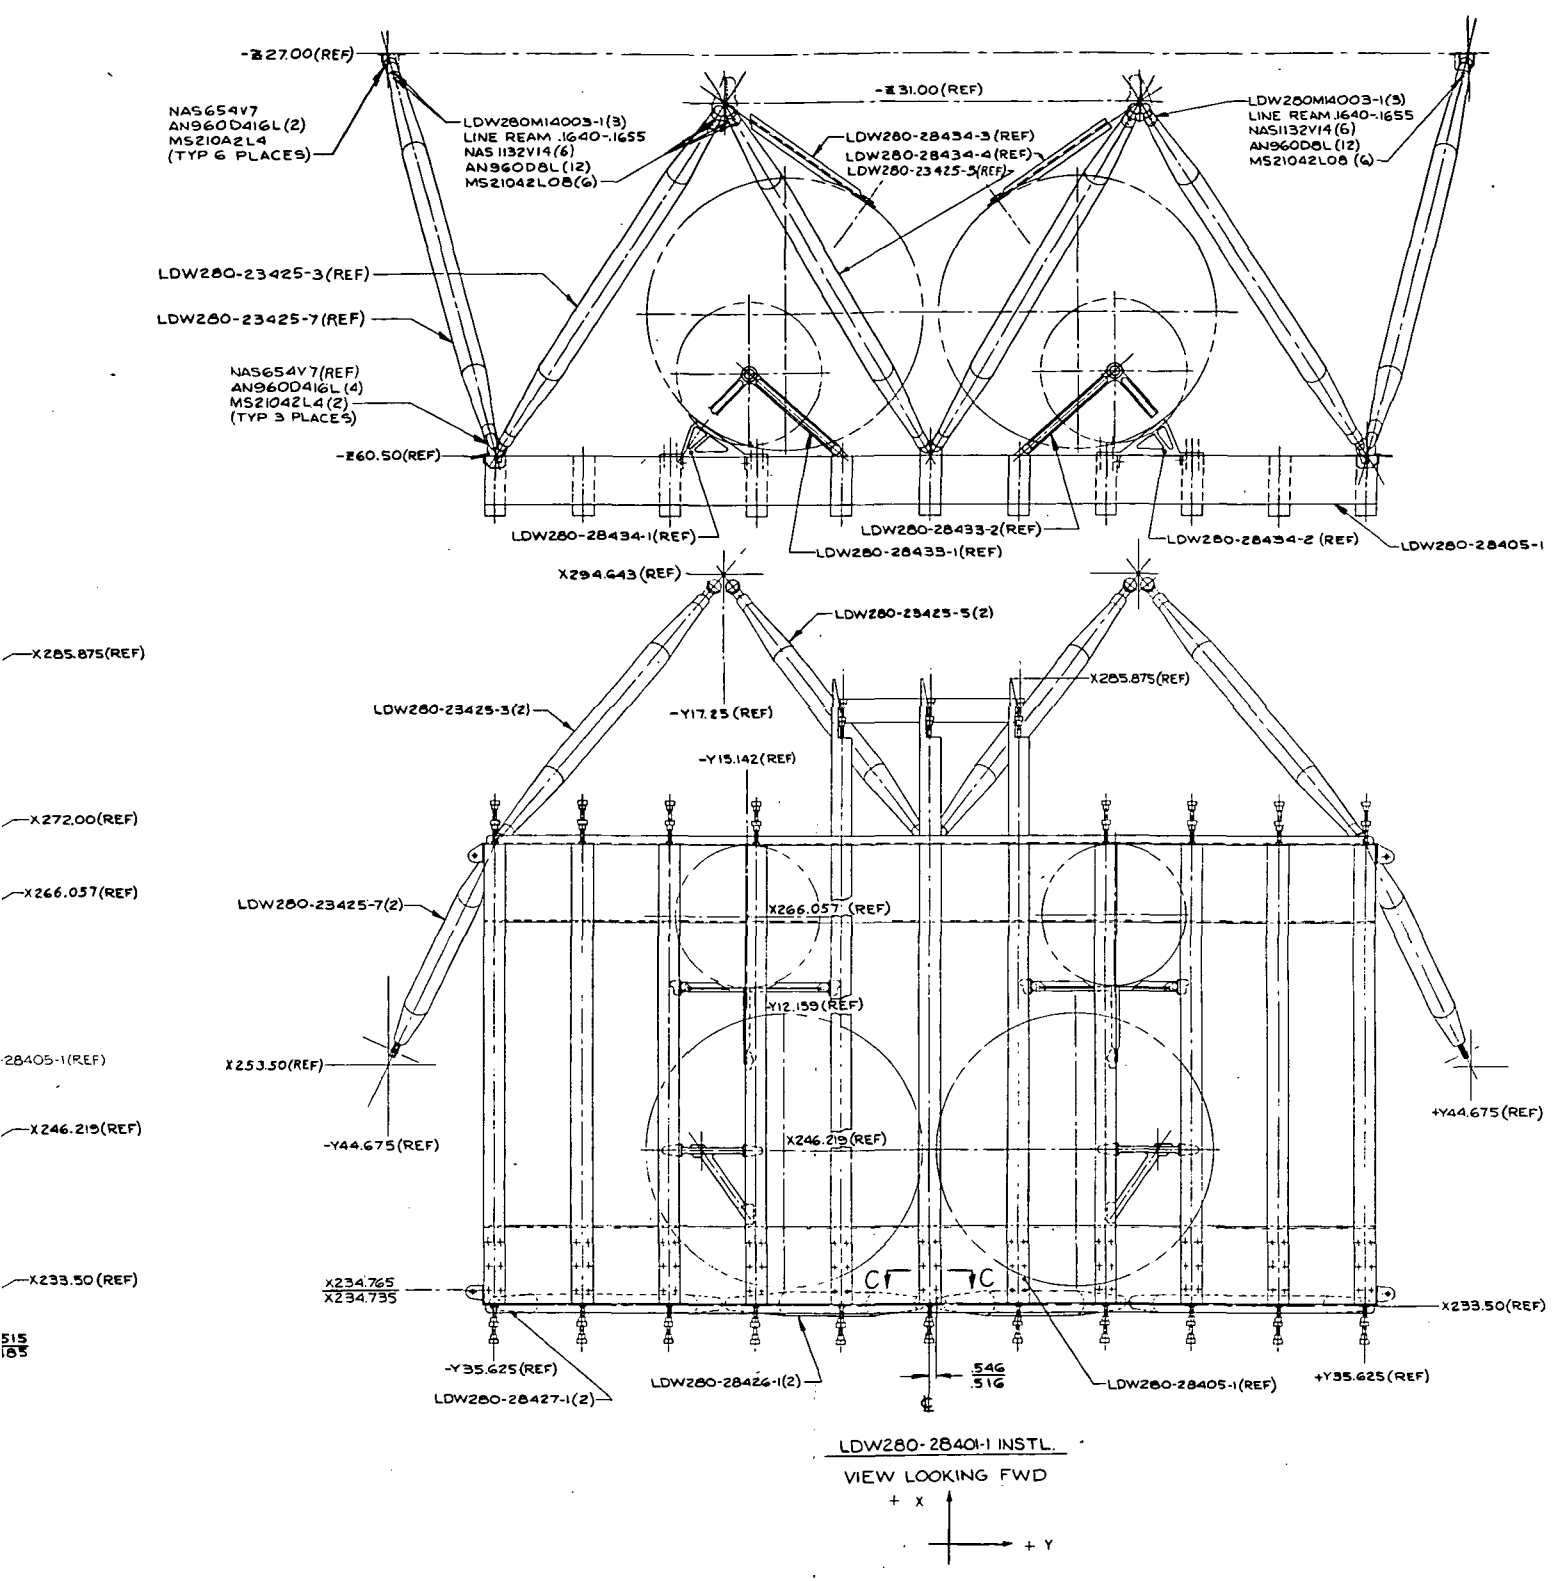 -Z27.00 (REF)
NAS654V7
AN960D416L(2)
MS210A2L4
(TYP 6 PLACES)
LDW280M14003-1(3)
LINE REAM .1640-.1655
NAS1132V14(6)
AN960D8L(12)
MS21042L08(6)
-Z31.00(REF)
LDW280-28434-3(REF)
LDW280-28434-4(REF)
LDW280-23425-5(REF)
LDW280M14003-1(3)
LINE REAM .1640-.1655
NAS1132V14(6)
AN960D8L(12)
MS21042L08(6)
LDW280-23425-3(REF)
LDW280-23425-7(REF)
NAS654V7(REF)
AN960D416L(4)
MS21042L4(2)
(TYP 3 PLACES)
-Z60.50(REF)
LDW280-28434-1(REF)
LDW280-28433-1(REF)
LDW280-28433-2(REF)
LDW280-28434-2 (REF)
LDW280-28405-1
X294.643 (REF)
LDW280-23425-5(2)
X285.875(REF)
X285.875(REF)
LDW280-23425-3(2)
-Y17.25 (REF)
-Y15.142(REF)
X272.00(REF)
X266.057(REF)
LDW280-23425-7(2)
X266.057 (REF)
-Y12.159(REF)
-28405-1(REF)
X253.50(REF)
X246.219(REF)
-Y44.675(REF)
X246.219(REF)
+Y44.675(REF)
X233.50(REF)
X234.765
X234.735
C C
X233.50(REF)
515
185
-Y35.625(REF)
LDW280-28427-1(2)
LDW280-28426-1(2)
.546
.516
LDW280-28405-1(REF)
+Y35.625(REF)
℄
LDW280-28401-1 INSTL.
VIEW LOOKING FWD
+ X
+ Y